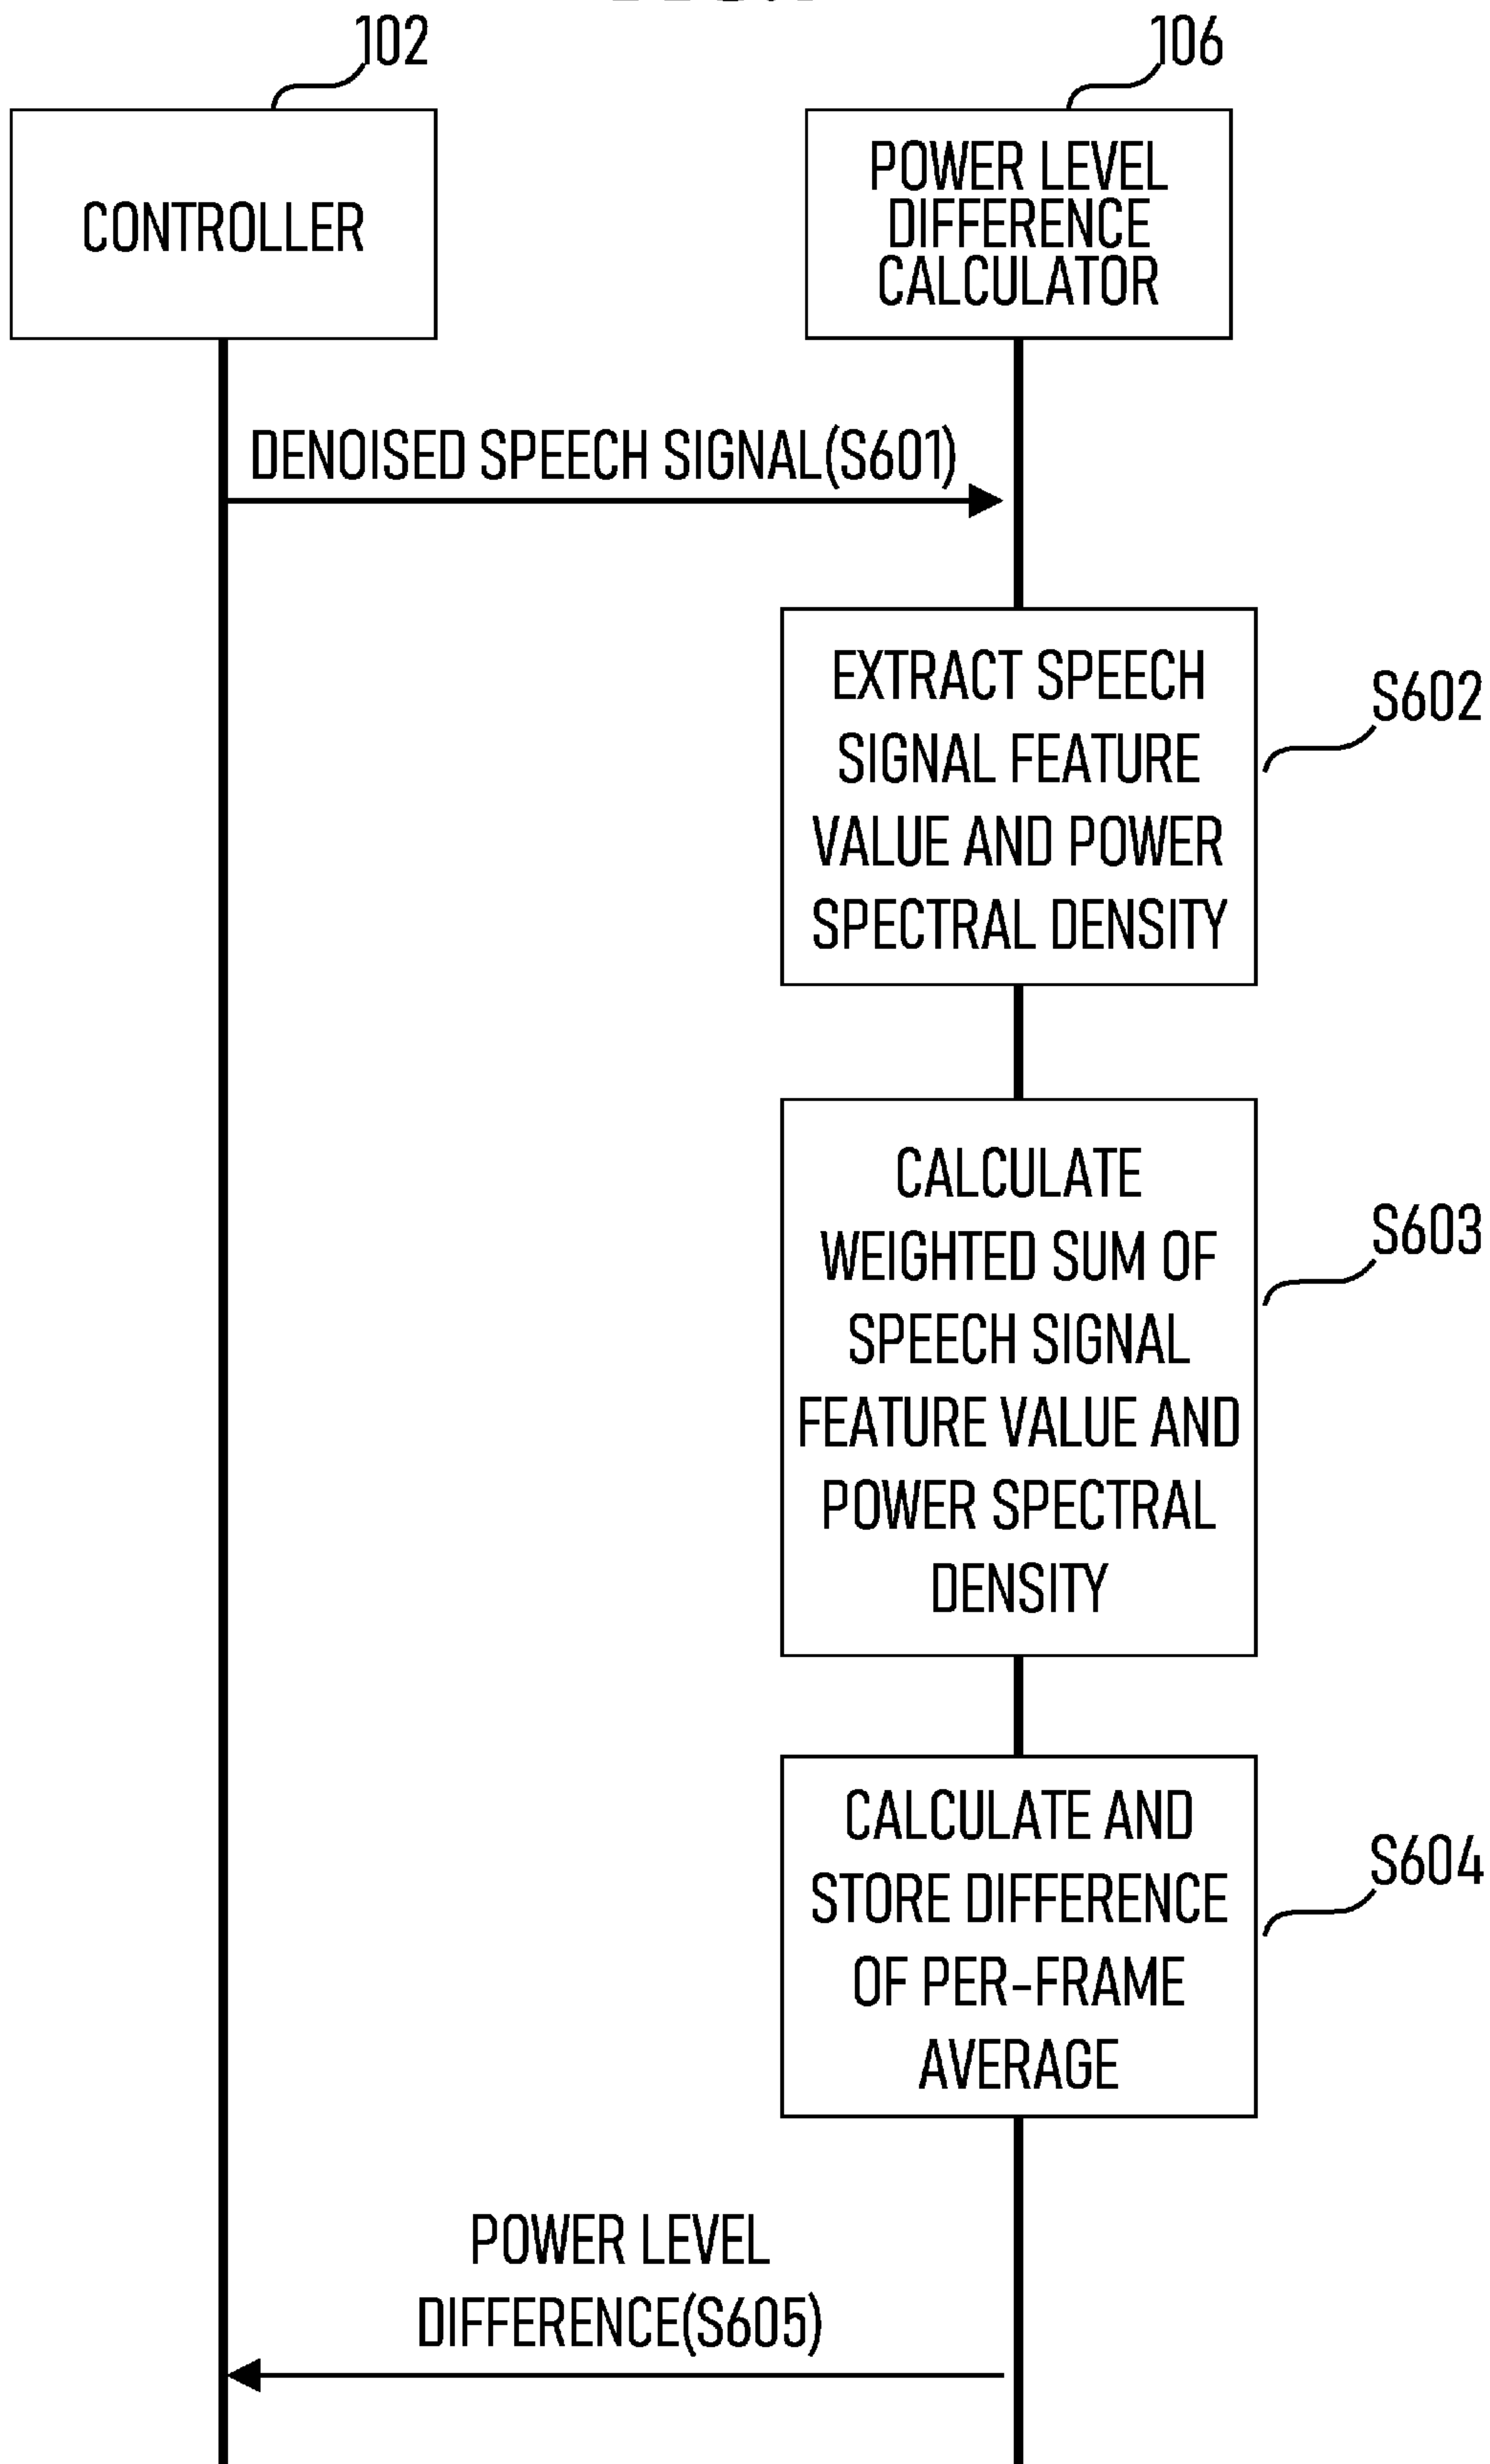 102
106
CONTROLLER
POWER LEVEL
DIFFERENCE
CALCULATOR
DENOISED SPEECH SIGNAL(S601)
EXTRACT SPEECH
SIGNAL FEATURE
VALUE AND POWER
SPECTRAL DENSITY
S602
CALCULATE
WEIGHTED SUM OF
SPEECH SIGNAL
FEATURE VALUE AND
POWER SPECTRAL
DENSITY
S603
CALCULATE AND
STORE DIFFERENCE
OF PER-FRAME
AVERAGE
S604
POWER LEVEL
DIFFERENCE(S605)